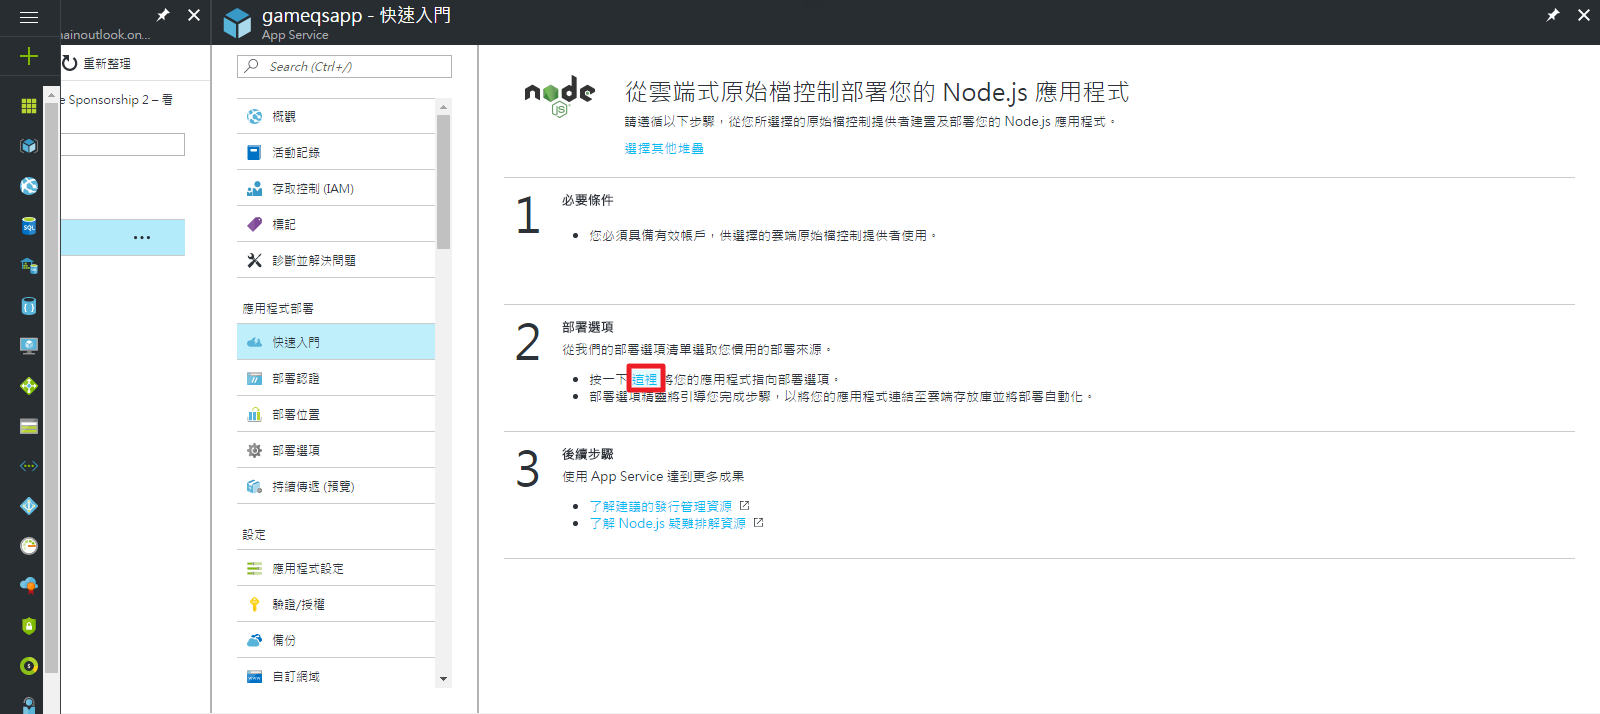 gameqsapp - 快速入門
App Service
ainoutlook.on...
重新整理
e Sponsorship 2 – 看
...
Search (Ctrl+/)
概觀
活動記錄
存取控制 (IAM)
標記
診斷並解決問題
應用程式部署
快速入門
部署認證
部署位置
部署選項
持續傳遞 (預覽)
設定
應用程式設定
驗證/授權
備份
自訂網域
node
JS
從雲端式原始檔控制部署您的 Node.js 應用程式
請遵循以下步驟，從您所選擇的原始檔控制提供者建置及部署您的 Node.js 應用程式。
選擇其他堆疊
1
必要條件
您必須具備有效帳戶，供選擇的雲端原始檔控制提供者使用。
2
部署選項
從我們的部署選項清單選取您慣用的部署來源。
按一下 這裡 將您的應用程式指向部署選項。
部署選項精靈將引導您完成步驟，以將您的應用程式連結至雲端存放庫並將部署自動化。
3
後續步驟
使用 App Service 達到更多成果
了解建議的發行管理資源
了解 Node.js 疑難排解資源